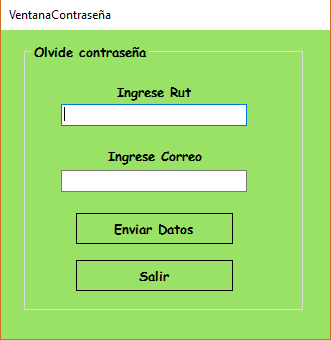 VentanaContraseña
Olvide contraseña
Ingrese Rut
Ingrese Correo
Enviar Datos
Salir